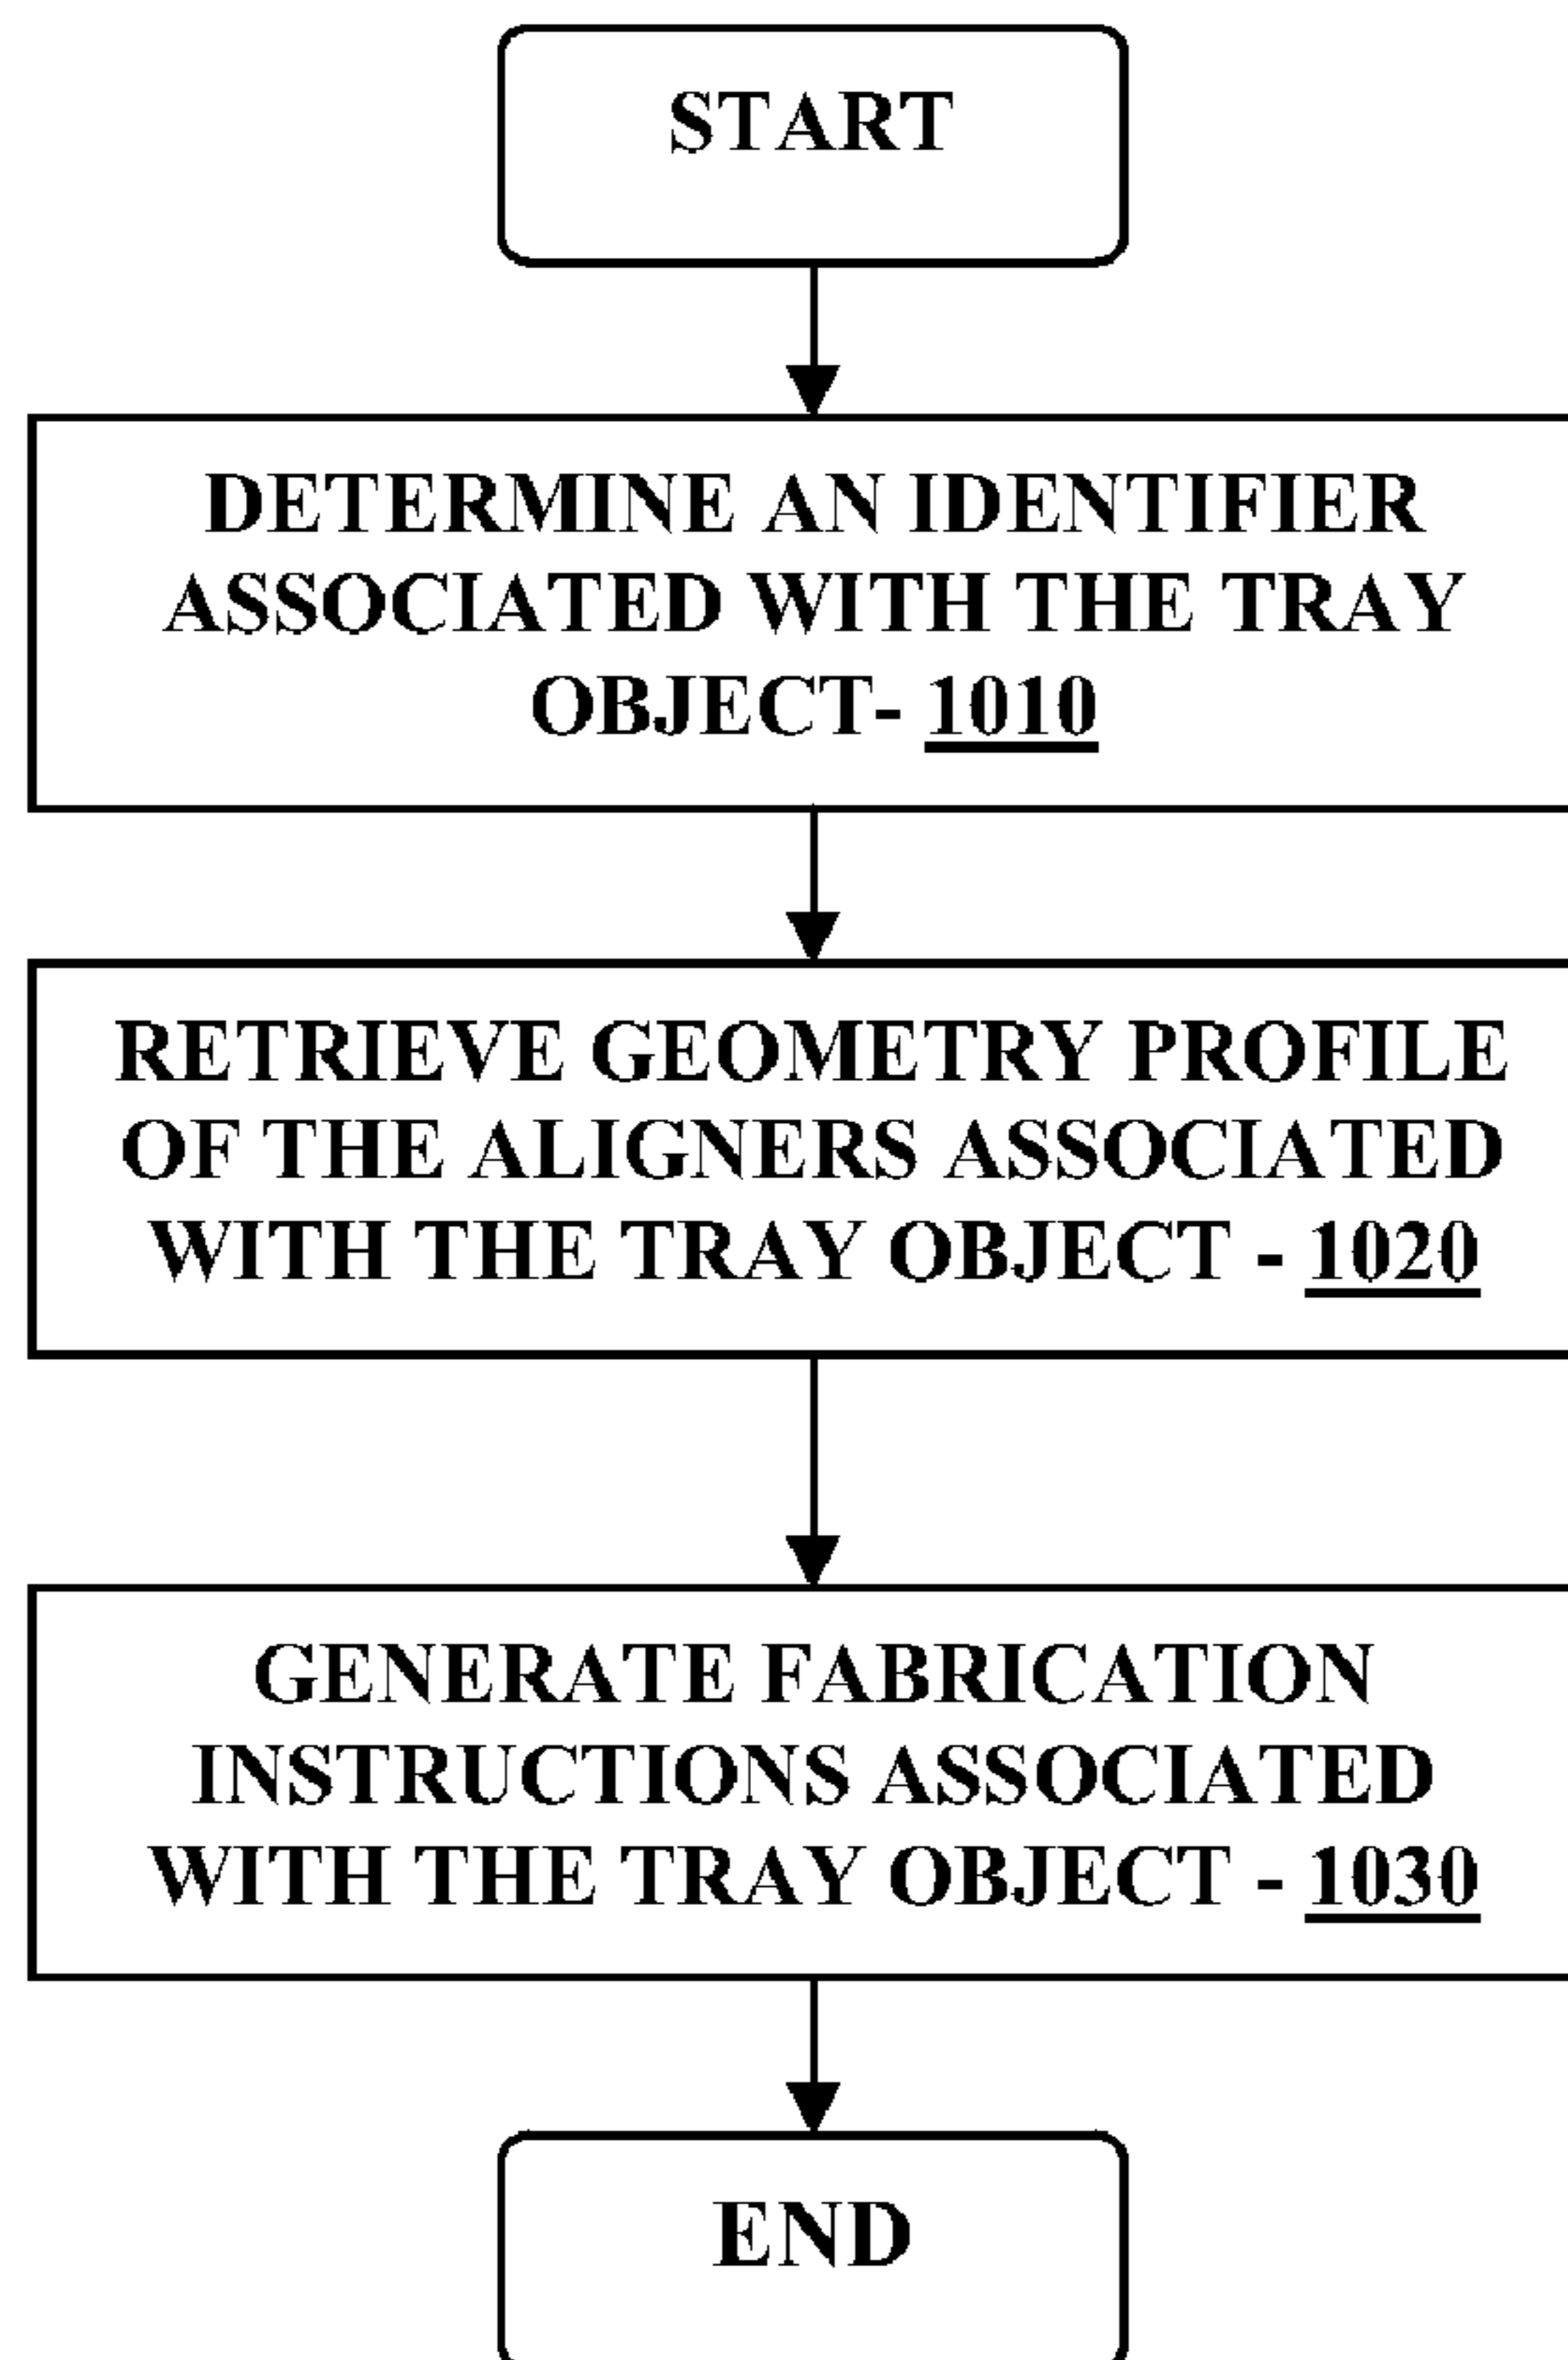 START
DETERMINE AN IDENTIFIER
ASSOCIATED WITH THE TRAY
OBJECT- 1010
RETRIEVE GEOMETRY PROFILE
OF THE ALIGNERS ASSOCIATED
WITH THE TRAY OBJECT - 1020
GENERATE FABRICATION
INSTRUCTIONS ASSOCIATED
WITH THE TRAY OBJECT - 1030
END